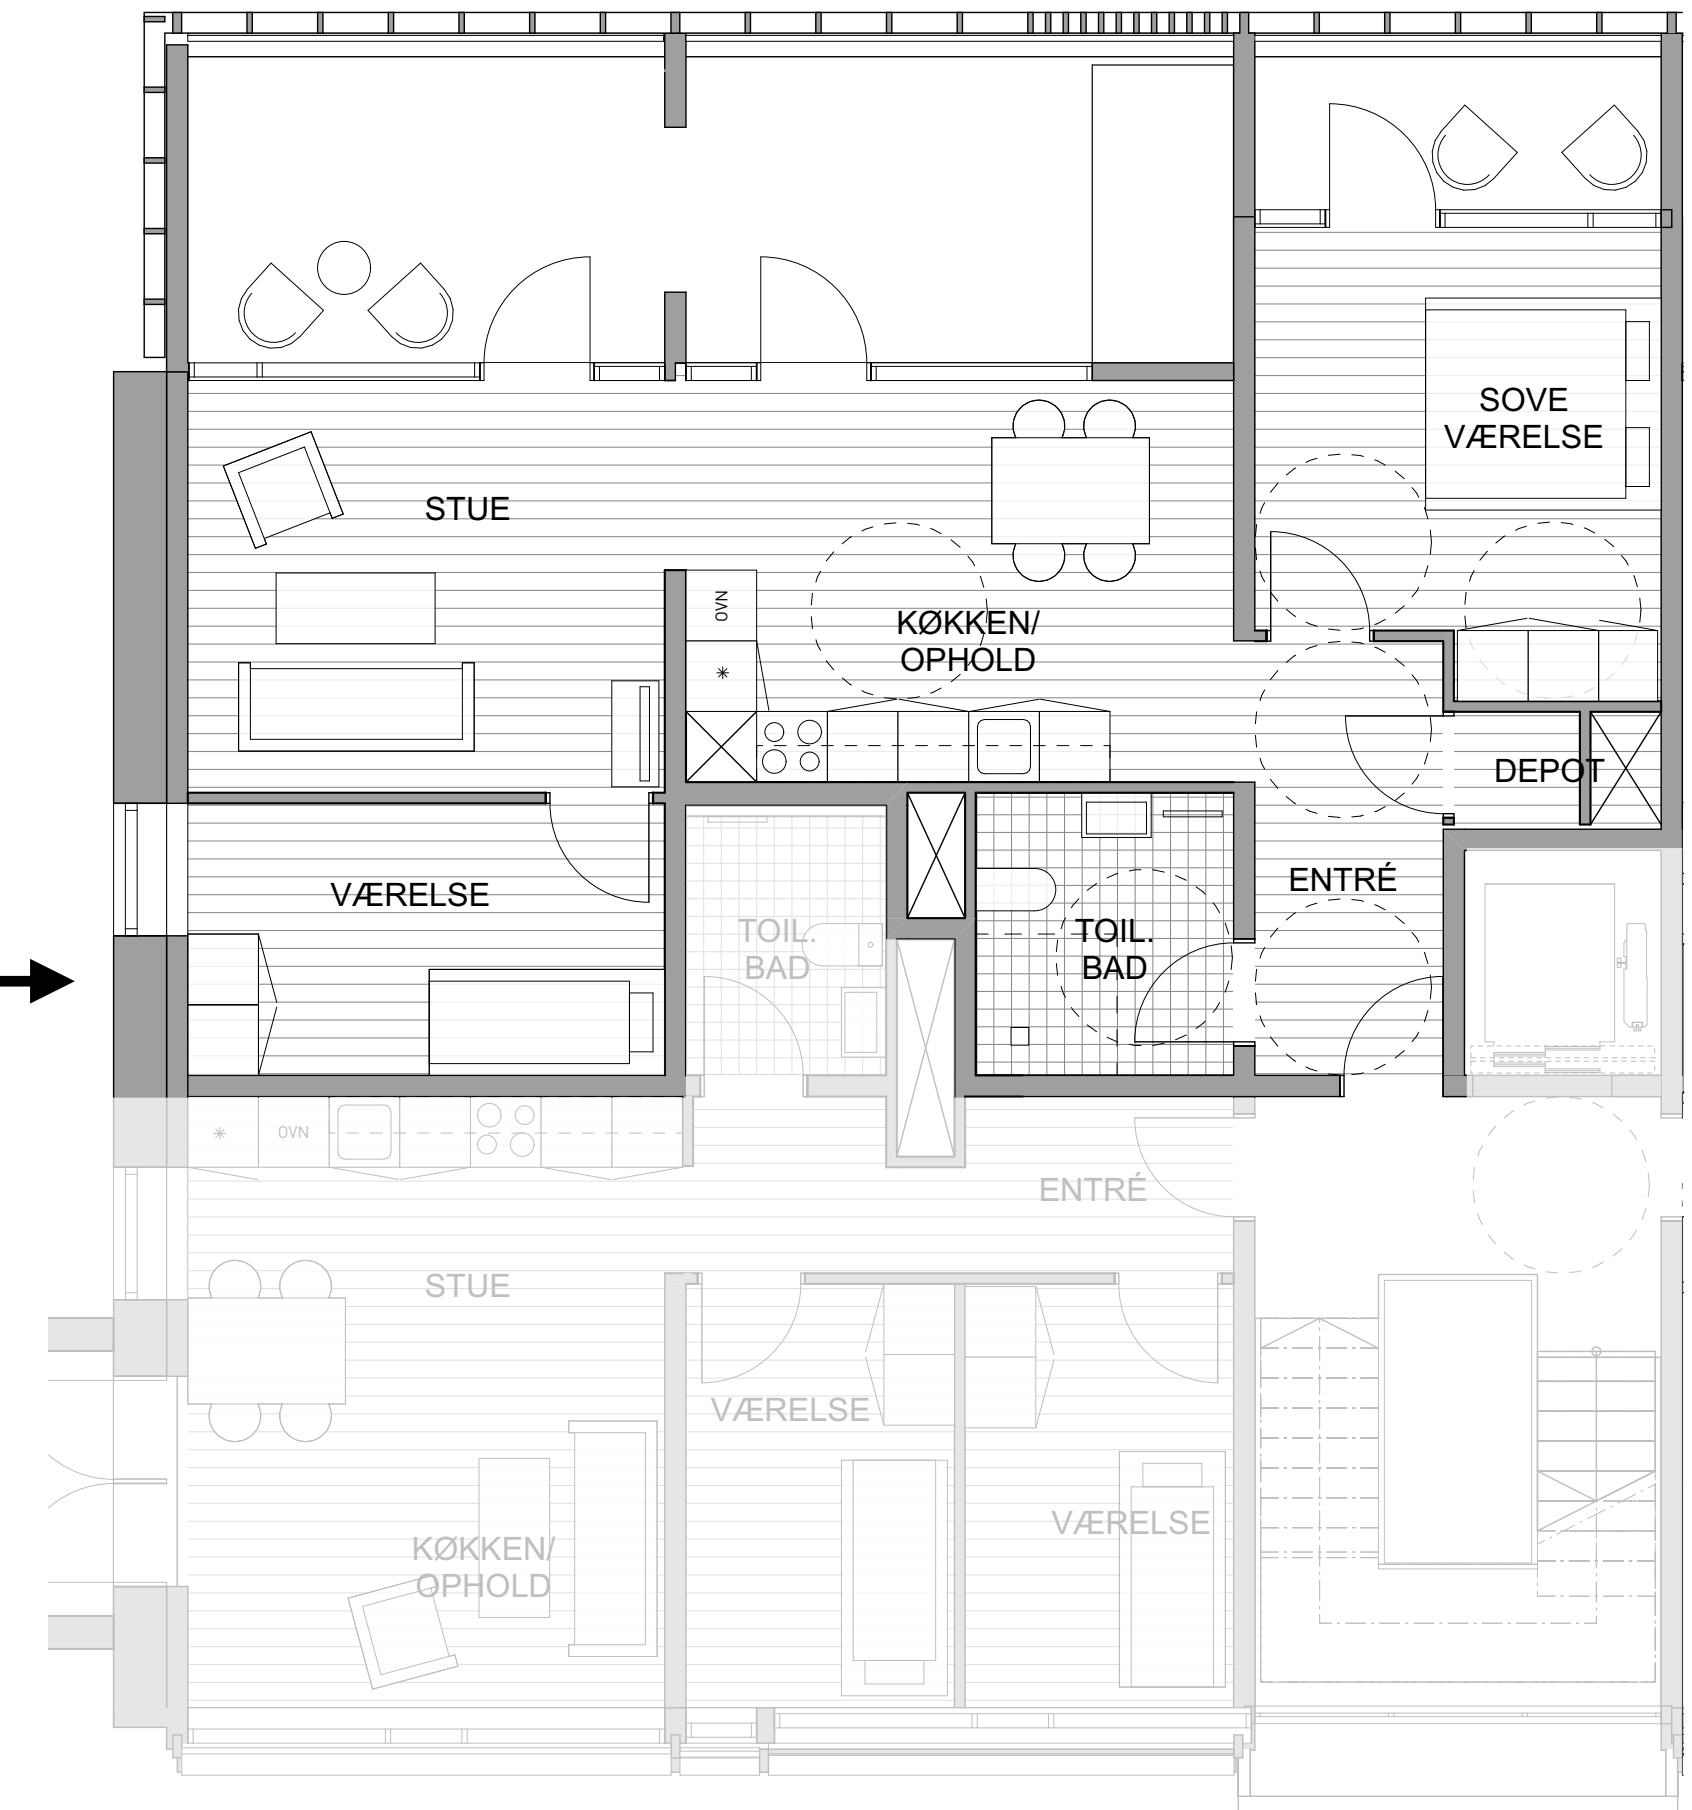 SOVE
VÆRELSE
STUE
OVN
KØKKEN/
OPHOLD
DEPOT
VÆRELSE
ENTRÉ
TOIL.
BAD
TOIL.
BAD
OVN
ENTRÉ
STUE
VÆRELSE
VÆRELSE
KØKKEN/
OPHOLD